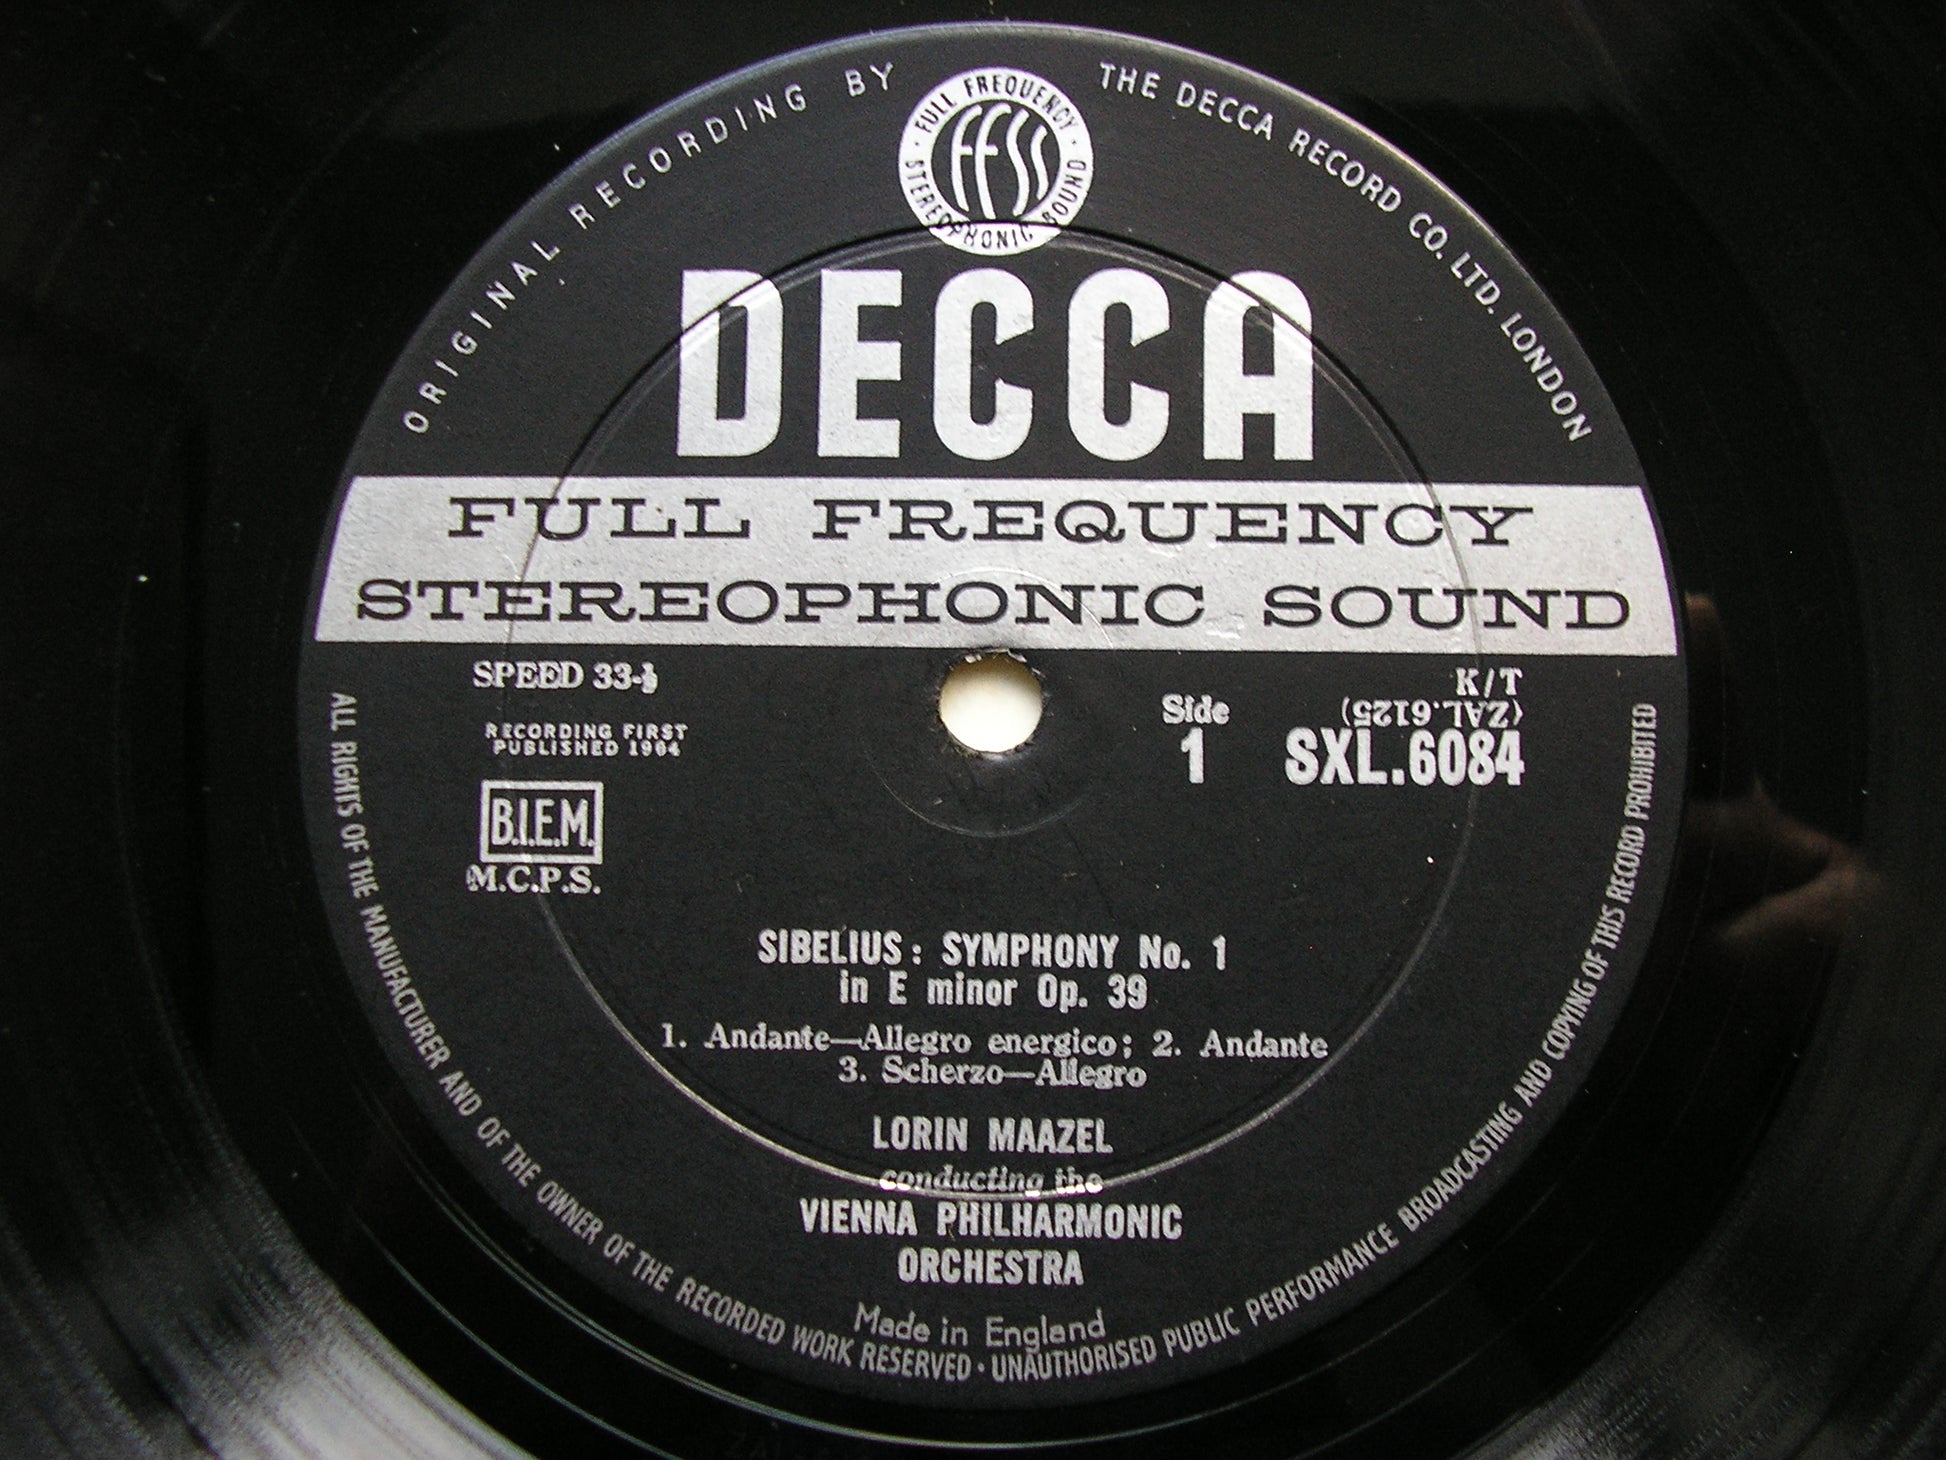 ORIGINAL RECORDING BY
THE DECCA RECORD CO. LTD. LONDON
FULL FREQUENCY
STEREOPHONIC SOUND
FFSS
DECCA
FULL FREQUENCY
STEREOPHONIC SOUND
SPEED 33-⅓
K/T
(ZAL.6125)
Side
1
SXL.6084
RECORDING FIRST
PUBLISHED 1964
B.I.E.M.
M.C.P.S.
SIBELIUS: SYMPHONY No. 1
in E minor Op. 39
1. Andante—Allegro energico; 2. Andante
3. Scherzo—Allegro
LORIN MAAZEL
conducting the
VIENNA PHILHARMONIC
ORCHESTRA
Made in England
ALL RIGHTS OF THE MANUFACTURER AND OF THE OWNER OF THE RECORDED WORK RESERVED · UNAUTHORISED PUBLIC PERFORMANCE BROADCASTING AND COPYING OF THIS RECORD PROHIBITED